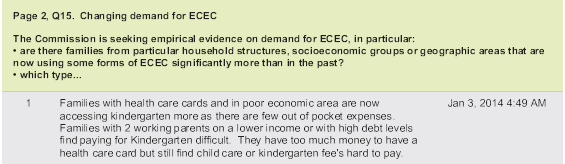 Page 2, Q15. Changing demand for ECEC
The Commission is seeking empirical evidence on demand for ECEC, in particular:
• are there families from particular household structures, socioeconomic groups or geographic areas that are
now using some forms of ECEC significantly more than in the past?
• which type...
1 Families with health care cards and in poor economic area are now Jan 3, 2014 4:49 AM
accessing kindergarten more as there are few out of pocket expenses.
Families with 2 working parents on a lower income or with high debt levels
find paying for Kindergarten difficult. They have too much money to have a
health care card but still find child care or kindergarten fee's hard to pay.